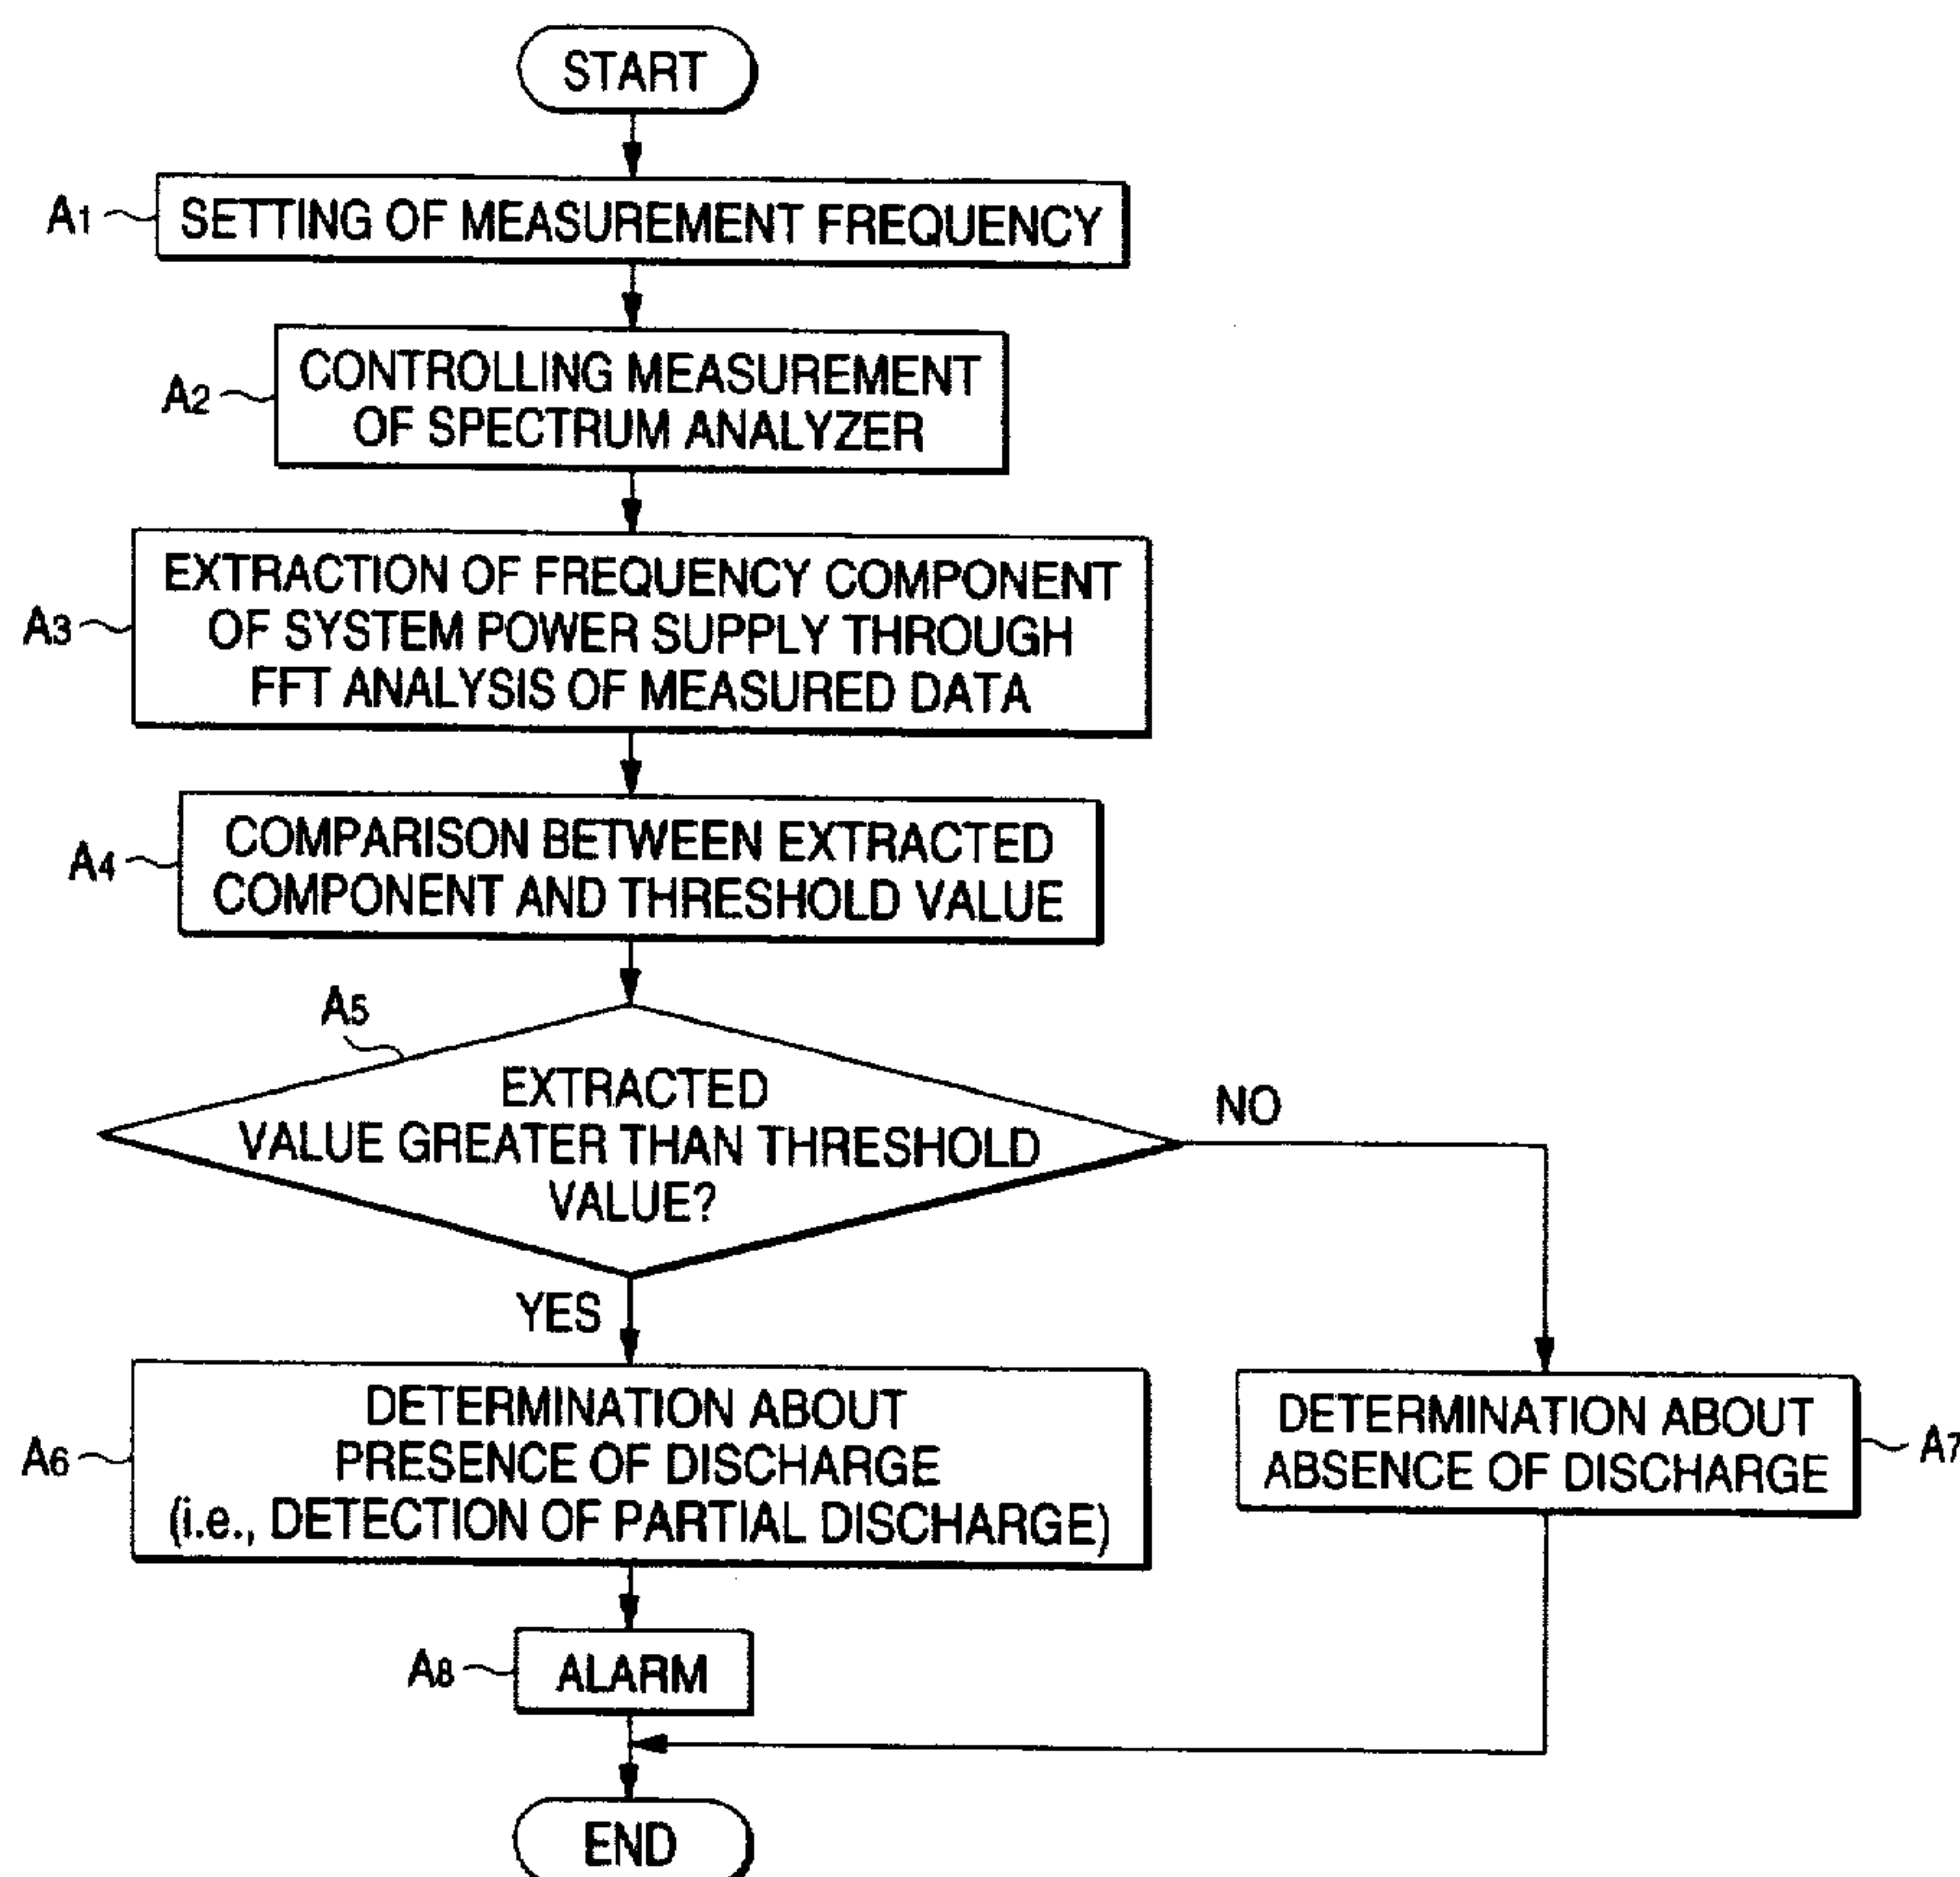 START
A1
SETTING OF MEASUREMENT FREQUENCY
A2
CONTROLLING MEASUREMENT
OF SPECTRUM ANALYZER
A3
EXTRACTION OF FREQUENCY COMPONENT
OF SYSTEM POWER SUPPLY THROUGH
FFT ANALYSIS OF MEASURED DATA
A4
COMPARISON BETWEEN EXTRACTED
COMPONENT AND THRESHOLD VALUE
A5
EXTRACTED
VALUE GREATER THAN THRESHOLD
VALUE?
NO
YES
A6
DETERMINATION ABOUT
PRESENCE OF DISCHARGE
(i.e., DETECTION OF PARTIAL DISCHARGE)
DETERMINATION ABOUT
ABSENCE OF DISCHARGE
A7
A8
ALARM
END